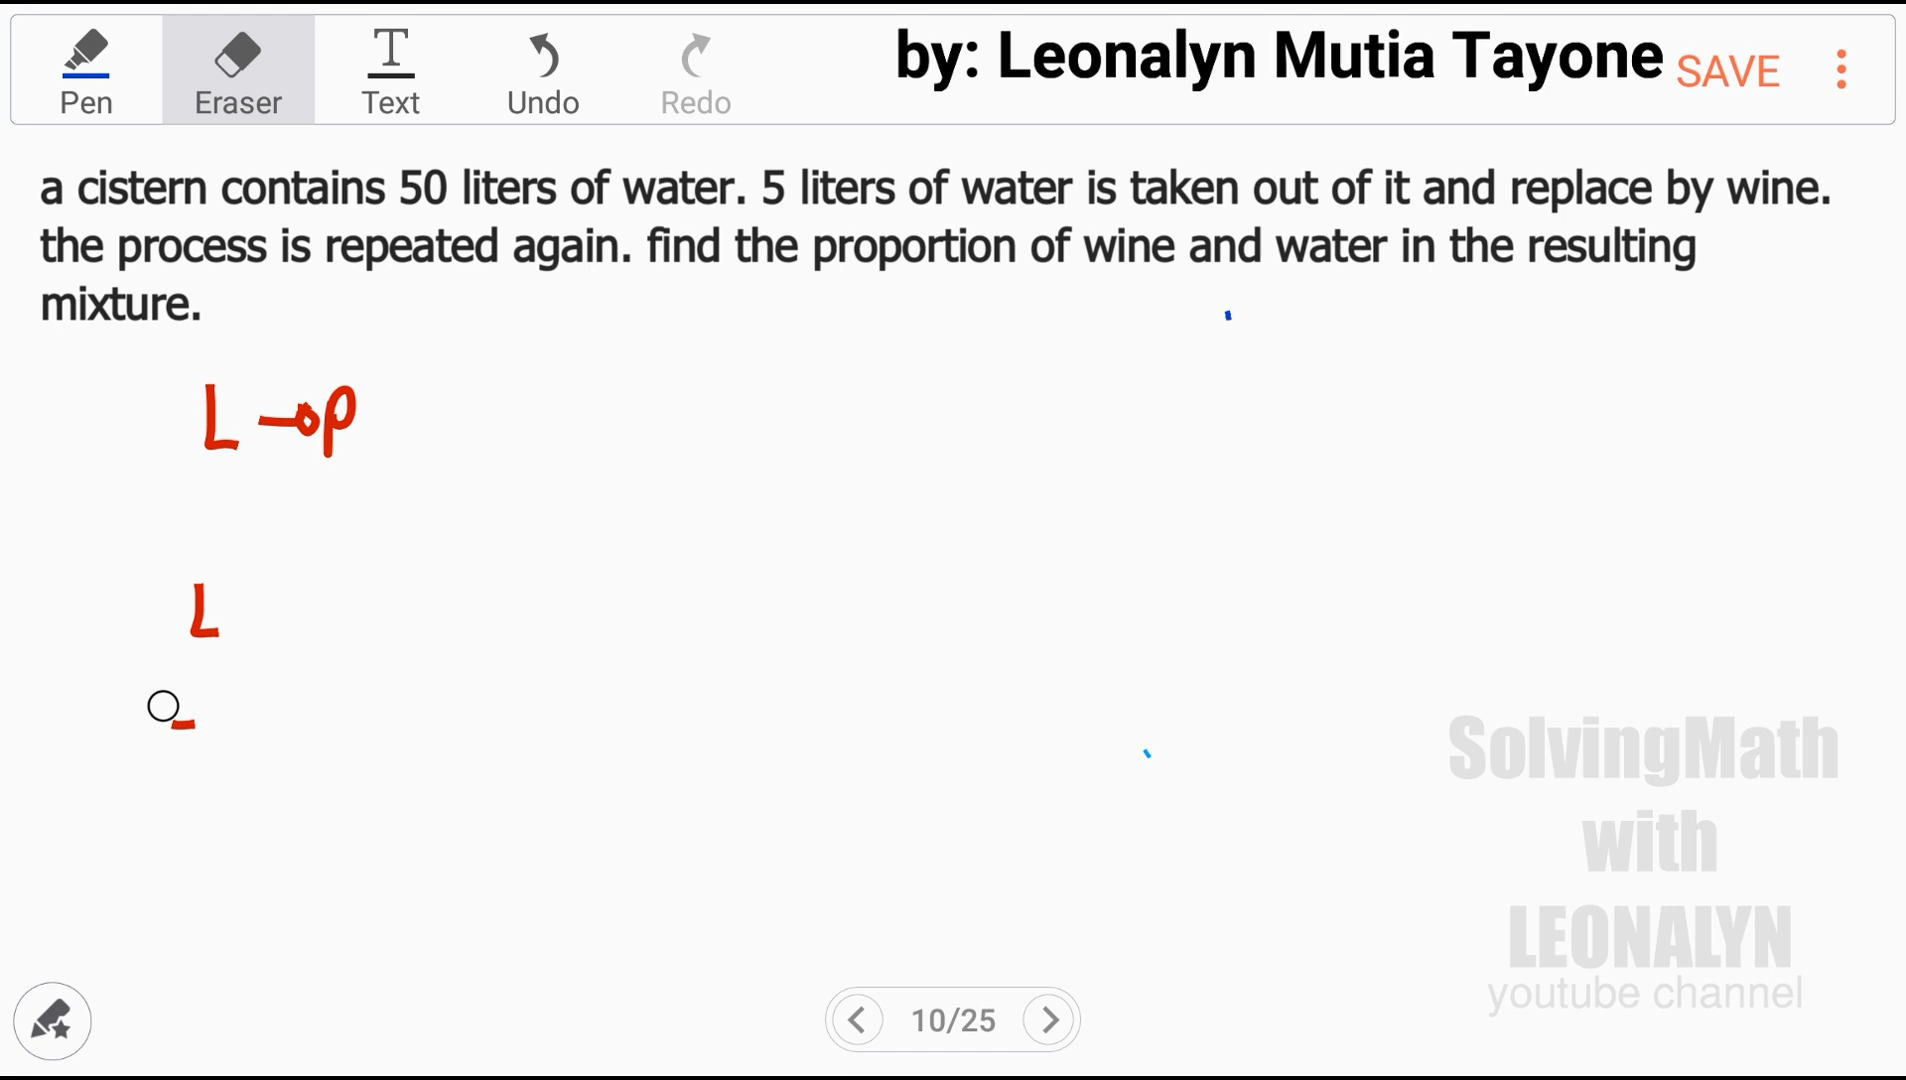 by: Leonalyn Mutia Tayone
SAVE
Pen
Eraser
Text
Undo
Redo
a cistern contains 50 liters of water. 5 liters of water is taken out of it and replace by wine.
the process is repeated again. find the proportion of wine and water in the resulting
mixture.
L → P
L
SolvingMath
with
LEONALYN
youtube channel
10/25